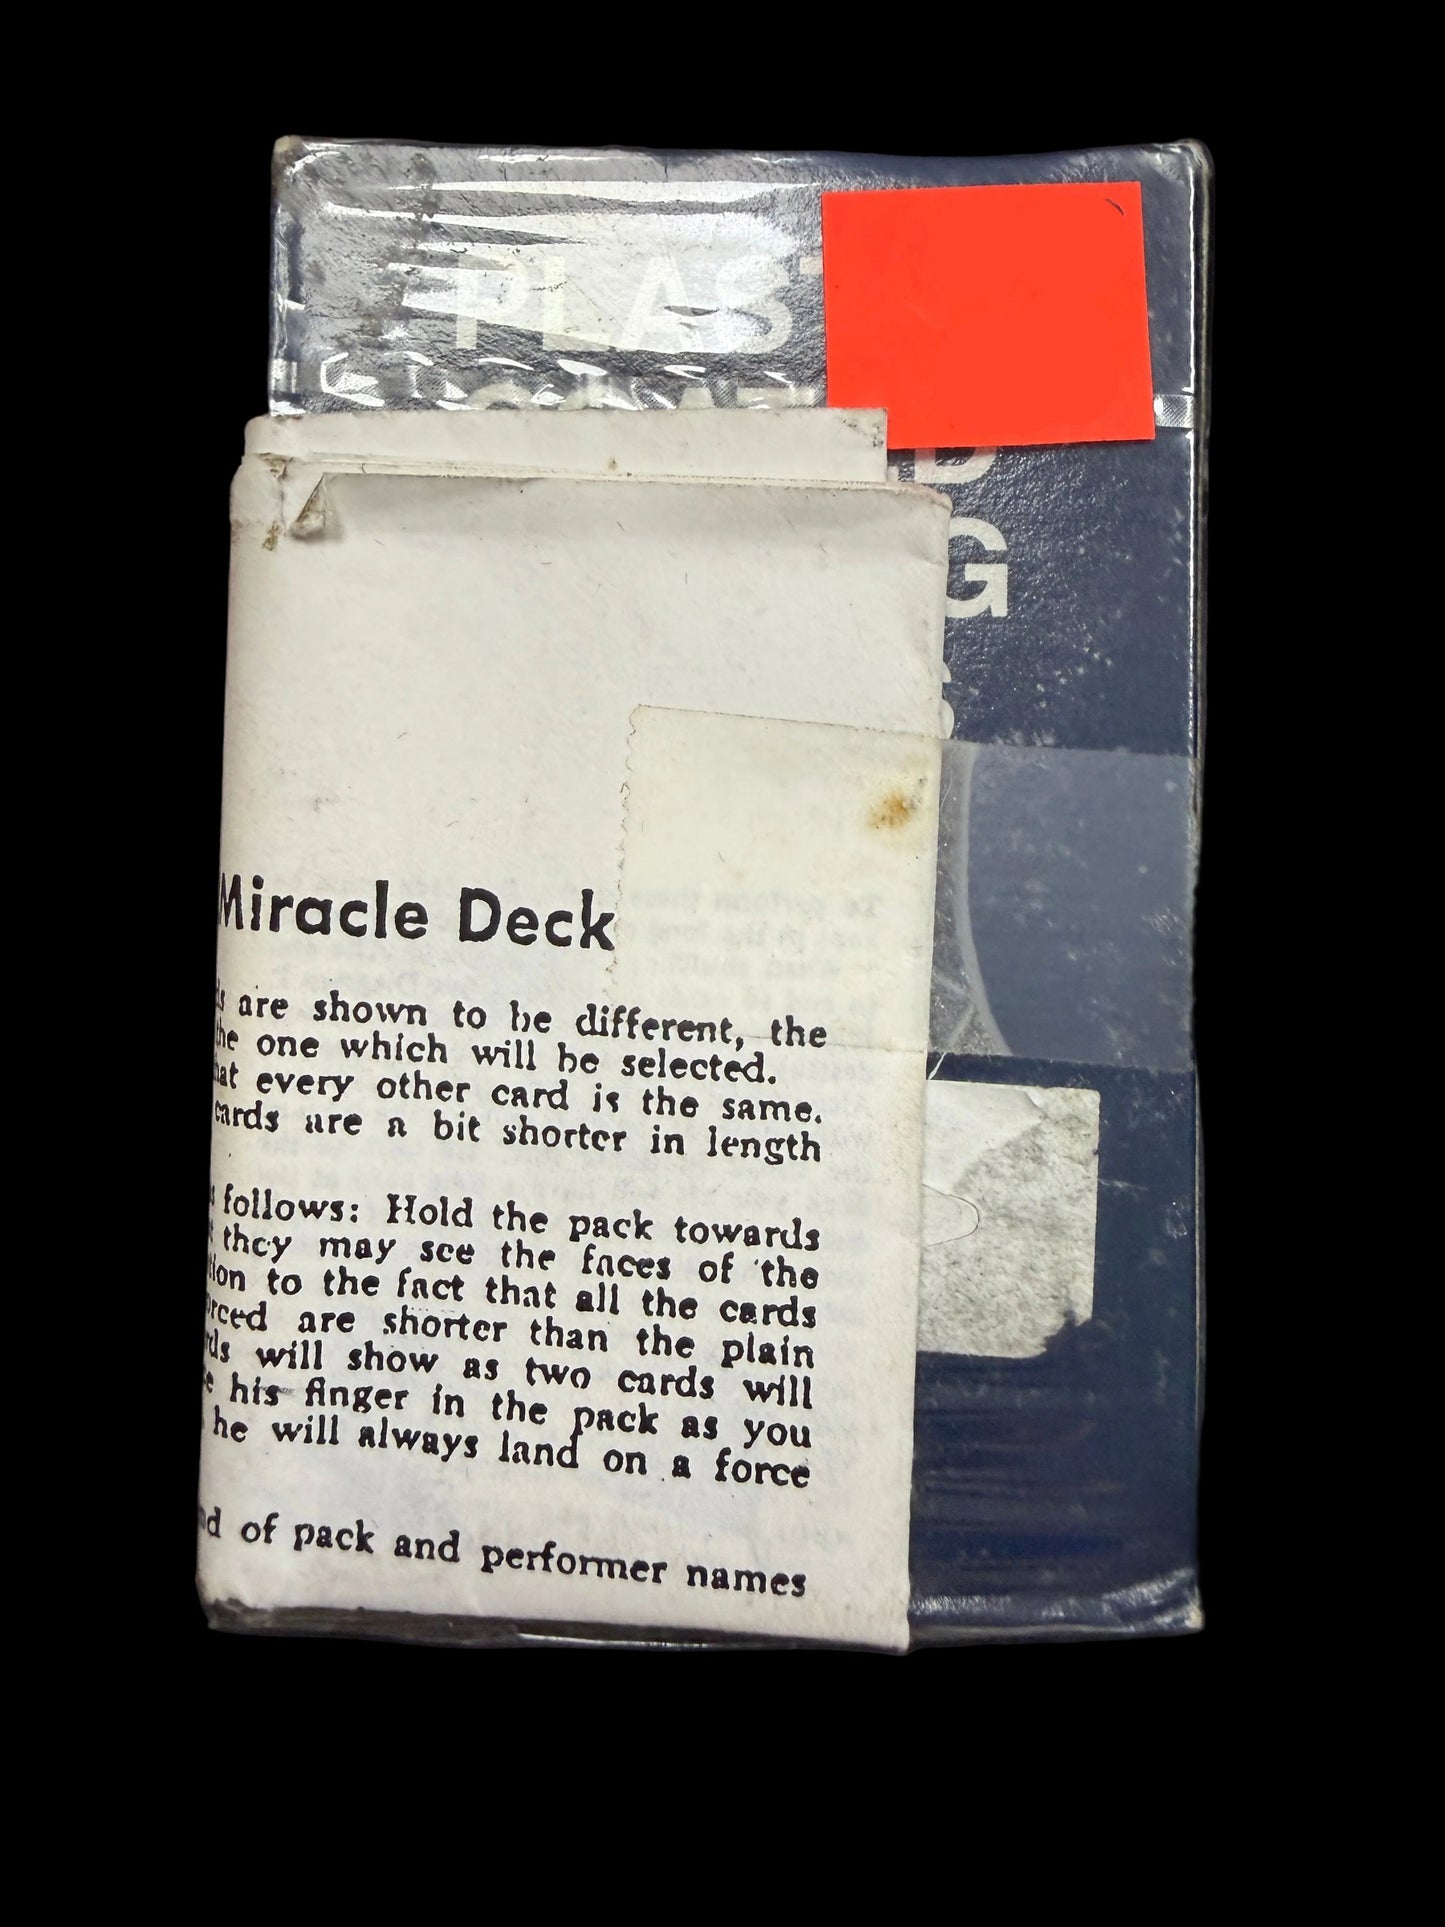 PLAST
COAT
D
G
S
Miracle Deck
are shown to be different, the
he one which will be selected.
hat every other card is the same.
cards are a bit shorter in length
follows: Hold the pack towards
they may see the faces of the
tion to the fact that all the cards
orced are shorter than the plain
rds will show as two cards will
his finger in the pack as you
he will always land on a force
nd of pack and performer names